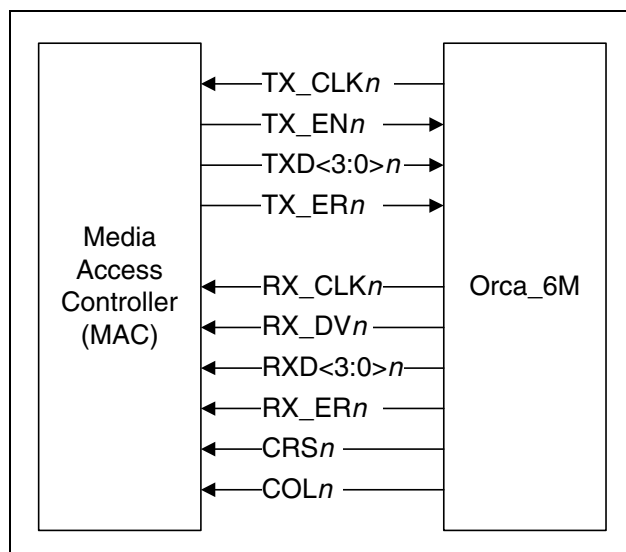 TX_CLKn
TX_ENn
TXD<3:0>n
TX_ERn
Media
Access
Controller
(MAC)
RX_CLKn
RX_DVn
RXD<3:0>n
RX_ERn
CRSn
COLn
Orca_6M